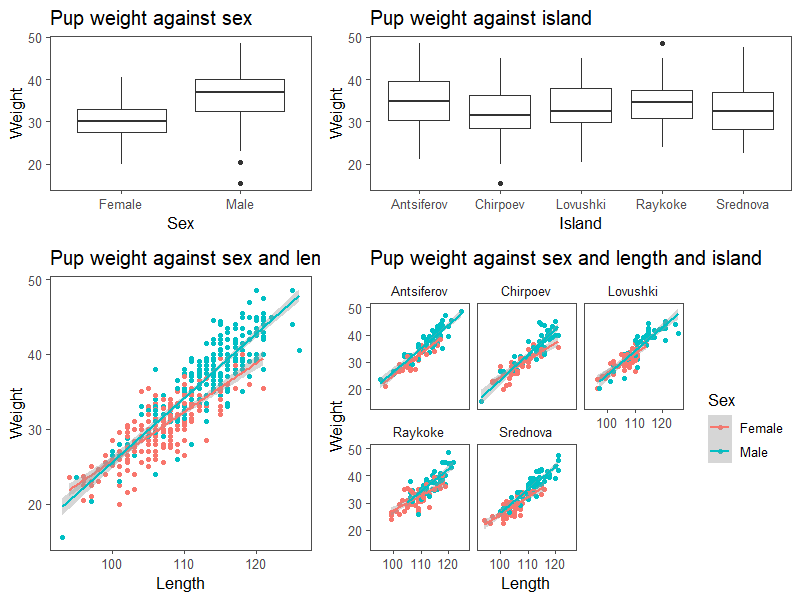 Pup weight against sex
Weight
50
40
30
20
Female Male
Sex
Pup weight against island
Weight
50
40
30
20
Antsiferov Chirpoev Lovushki Raykoke Srednova
Island
Pup weight against sex and len
Weight
50
40
30
20
100 110 120
Length
Pup weight against sex and length and island
Weight
Antsiferov Chirpoev Lovushki
50
40
30
20
100 110 120
Raykoke Srednova
50
40
30
20
100 110 120 100 110 120
Length
Sex
Female
Male